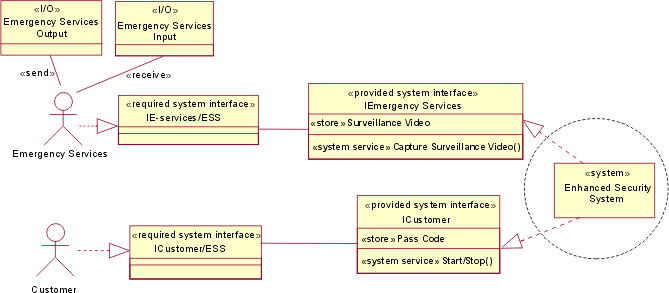 «I/O»
Emergency Services
Output
«I/O»
Emergency Services
Input
«send»
«receive»
Emergency Services
«required system interface»
IE-services/ESS
«provided system interface»
IEmergency Services
«store» Surveillance Video
«system service» Capture Surveillance Video()
«system»
Enhanced Security
System
«provided system interface»
ICustomer
«store» Pass Code
«system service» Start/Stop()
«required system interface»
ICustomer/ESS
Customer